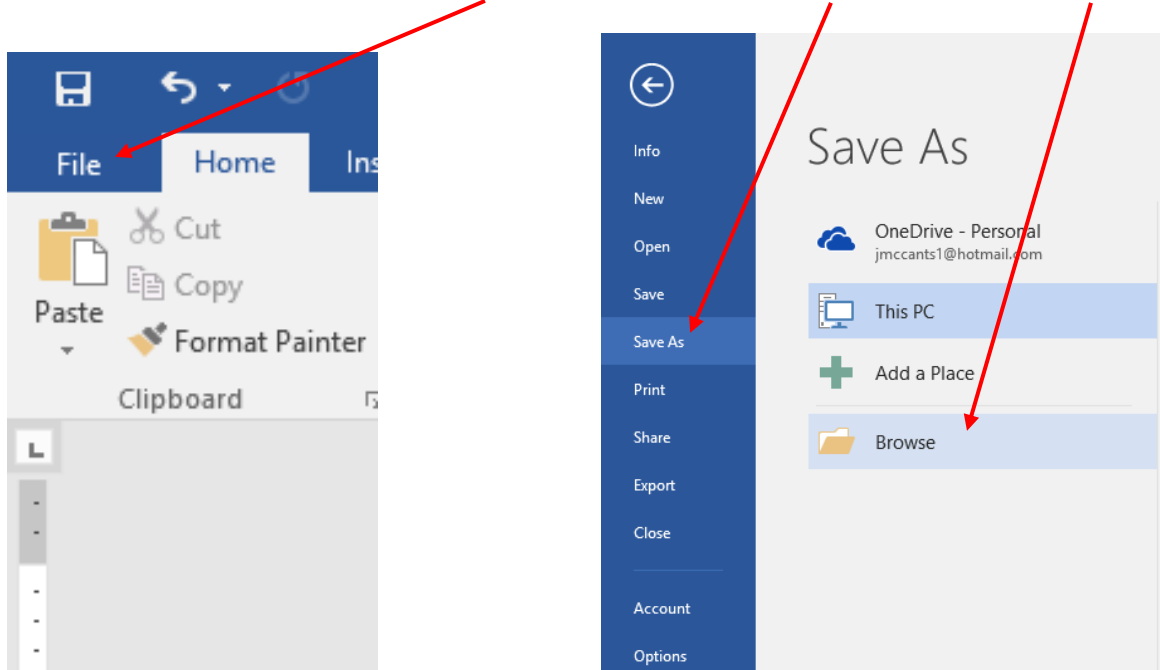 File Home Ins
Cut
Copy
Paste
Format Painter
Clipboard
Info
New
Open
Save
Save As
Print
Share
Export
Close
Account
Options
Save As
OneDrive - Personal
jmccants1@hotmail.com
This PC
Add a Place
Browse